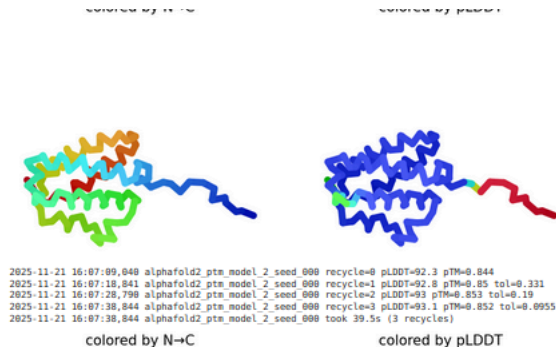 colored by N→C colored by pLDDT
2025-11-21 16:07:09,040 alphafold2_ptm_model_2_seed_000 recycle=0 pLDDT=92.3 pTM=0.844
2025-11-21 16:07:18,841 alphafold2_ptm_model_2_seed_000 recycle=1 pLDDT=92.8 pTM=0.85 tol=0.331
2025-11-21 16:07:28,790 alphafold2_ptm_model_2_seed_000 recycle=2 pLDDT=93 pTM=0.853 tol=0.19
2025-11-21 16:07:38,844 alphafold2_ptm_model_2_seed_000 recycle=3 pLDDT=93.1 pTM=0.852 tol=0.0955
2025-11-21 16:07:38,844 alphafold2_ptm_model_2_seed_000 took 39.5s (3 recycles)
colored by N→C colored by pLDDT